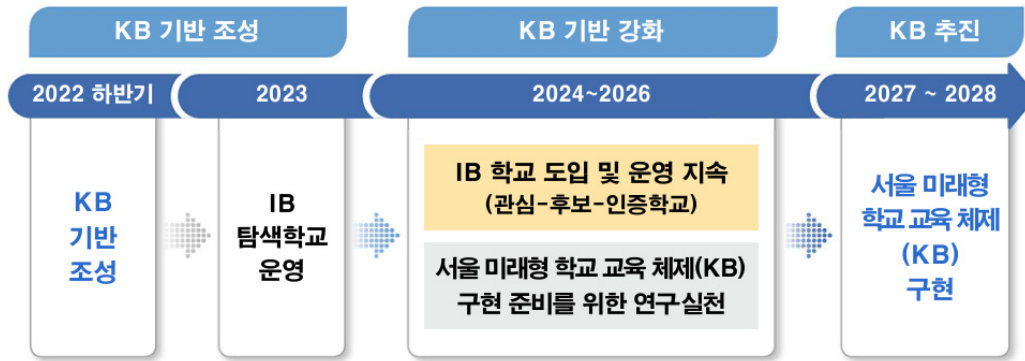 KB 기반 조성
KB 기반 강화
KB 추진
2022 하반기
2023
2024~2026
2027 ~ 2028
KB
기반
조성
IB
탐색학교
운영
IB 학교 도입 및 운영 지속
(관심-후보-인증학교)
서울 미래형 학교 교육 체제(KB)
구현 준비를 위한 연구실천
서울 미래형
학교 교육 체제
(KB)
구현